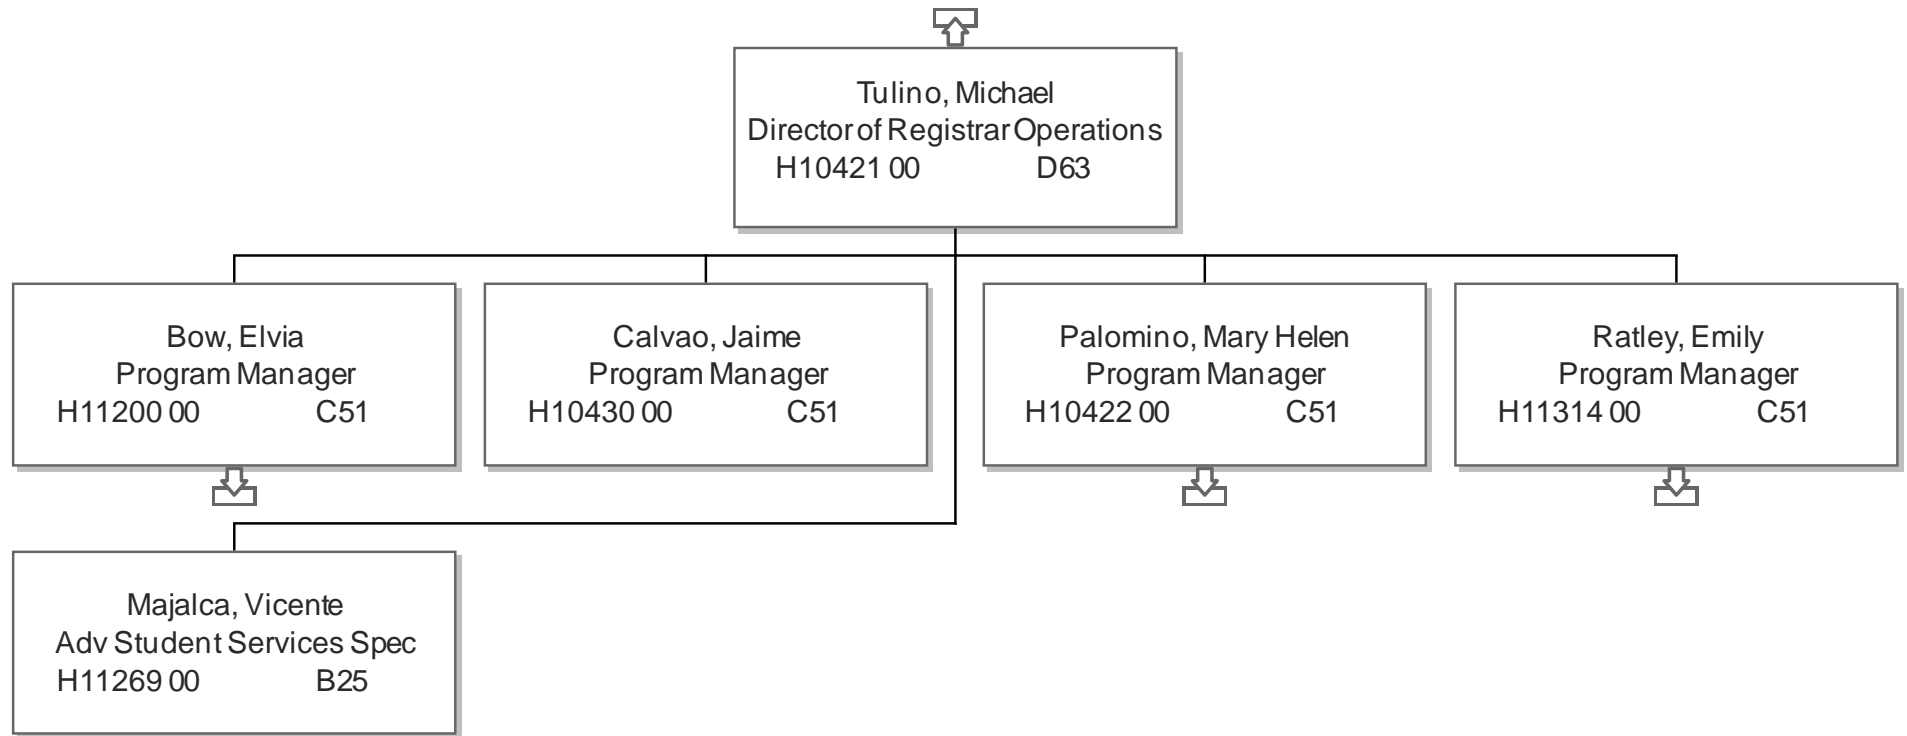 Tulino, Michael
Director of Registrar Operations
H10421 00 D63
Bow, Elvia
Program Manager
H11200 00 C51
Calvao, Jaime
Program Manager
H10430 00 C51
Palomino, Mary Helen
Program Manager
H10422 00 C51
Ratley, Emily
Program Manager
H11314 00 C51
Majalca, Vicente
Adv Student Services Spec
H11269 00 B25